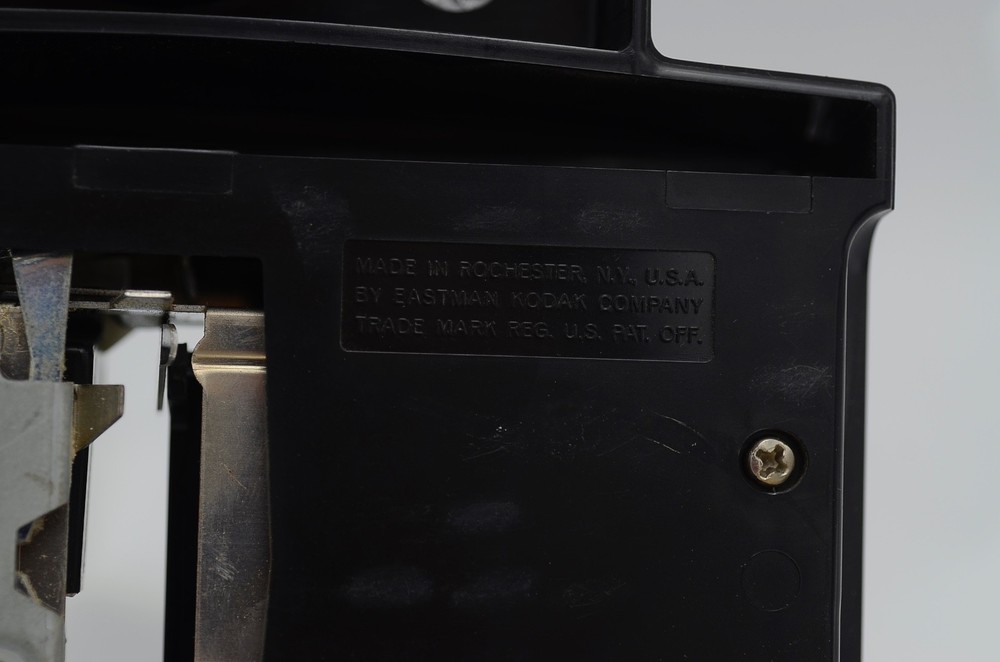 MADE IN ROCHESTER, N.Y., U.S.A.
BY EASTMAN KODAK COMPANY
TRADE MARK REG. U.S. PAT. OFF.